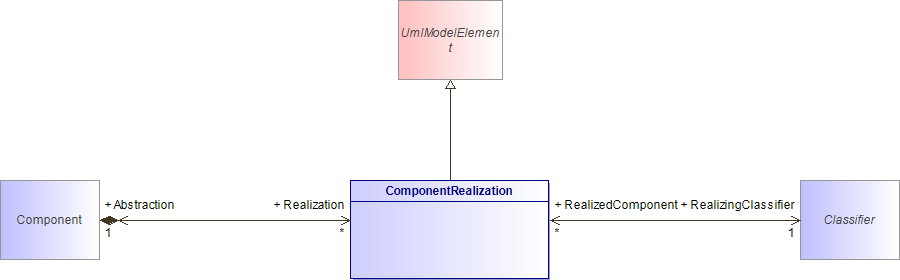 UmlModelElemen
t
ComponentRealization
+ Abstraction
+ Realization
+ RealizedComponent + RealizingClassifier
Component
Classifier
1
*
*
1